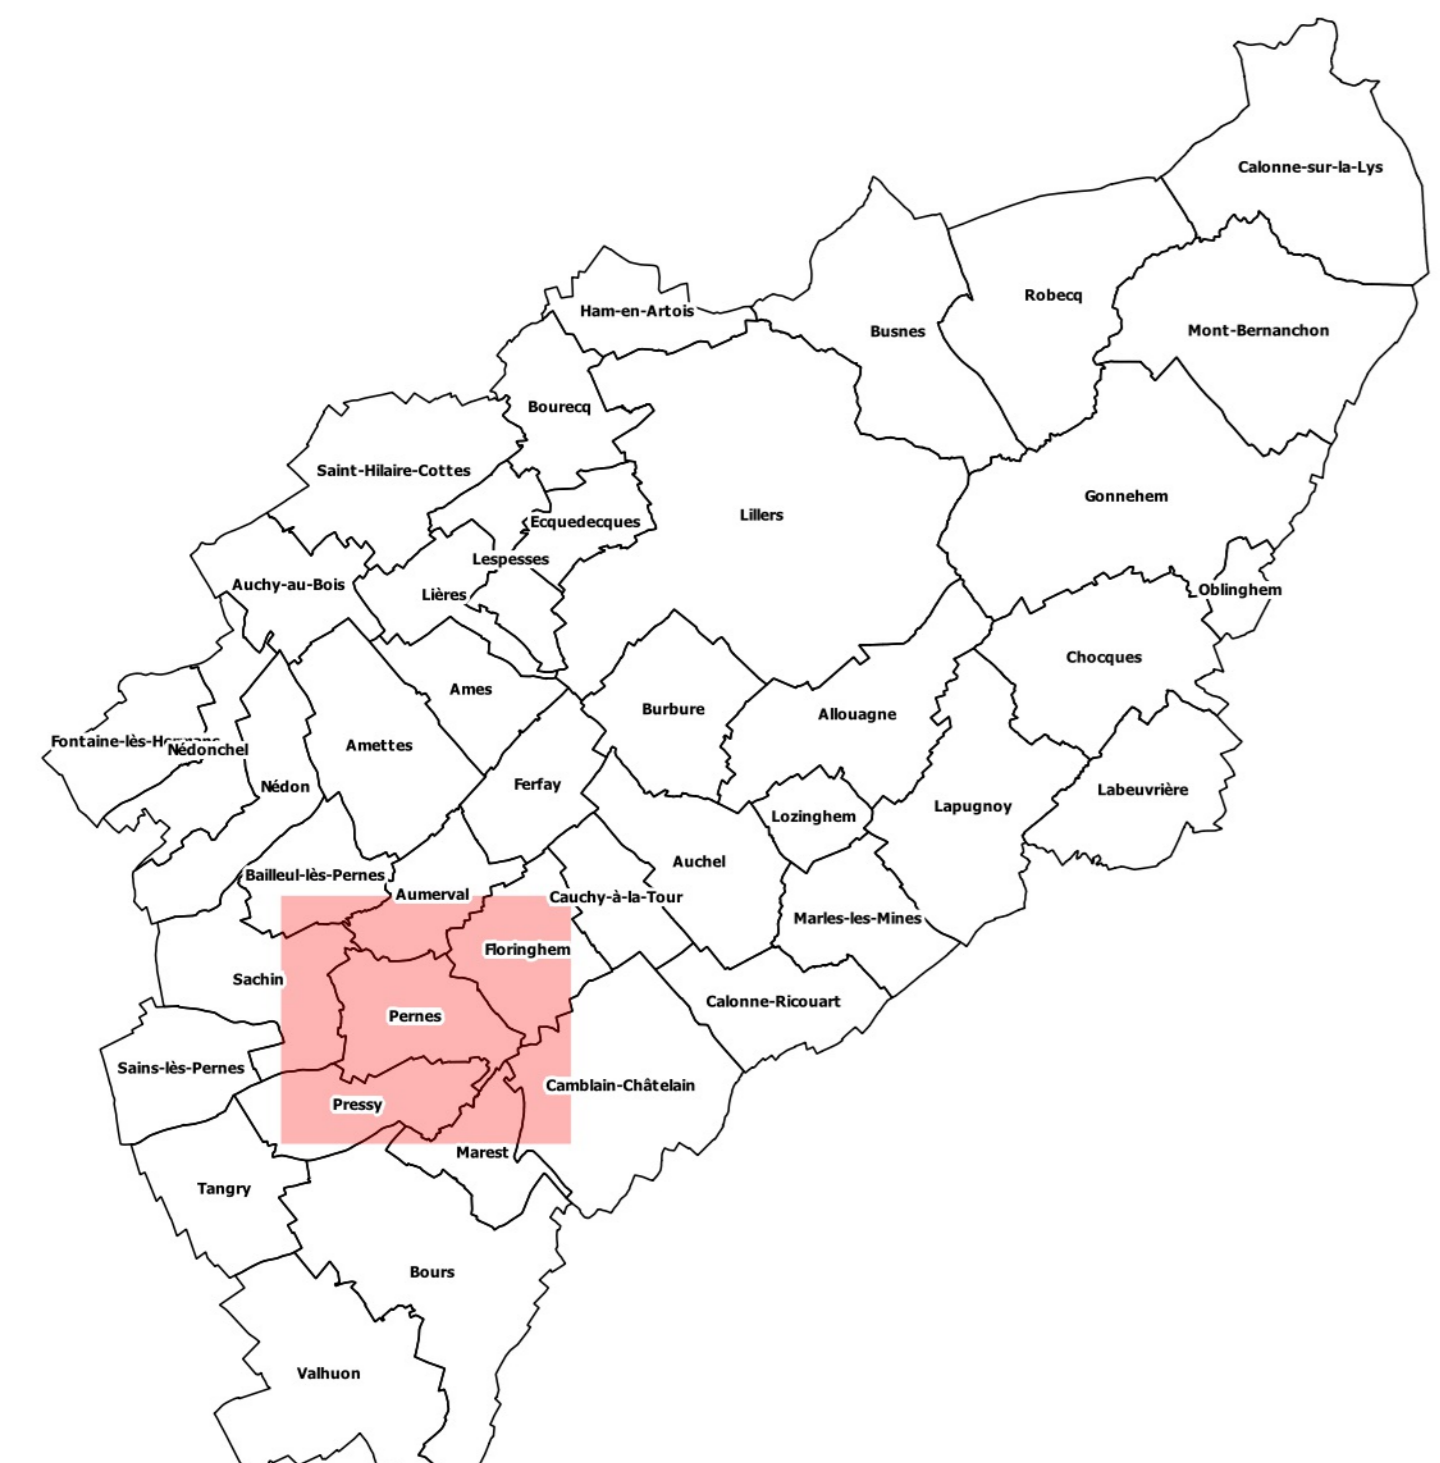 Calonne-sur-la-Lys
Robecq
Ham-en-Artois
Busnes
Mont-Bernanchon
Bourecq
Saint-Hilaire-Cottes
Gonnehem
Lillers
Ecquedecques
Lespesses
Auchy-au-Bois
Oblinghem
Lières
Chocques
Ames
Burbure
Allouagne
Fontaine-lès-
Nédonchel
Amettes
Ferfay
Nédon
Labeuvrière
Lapugnoy
Lozinghem
Auchel
Bailleul-lès-Pernes
Aumerval
Cauchy-à-la-Tour
Marles-les-Mines
Floringhem
Sachin
Calonne-Ricouart
Pernes
Sains-lès-Pernes
Camblain-Châtelain
Pressy
Marest
Tangry
Bours
Valhuon